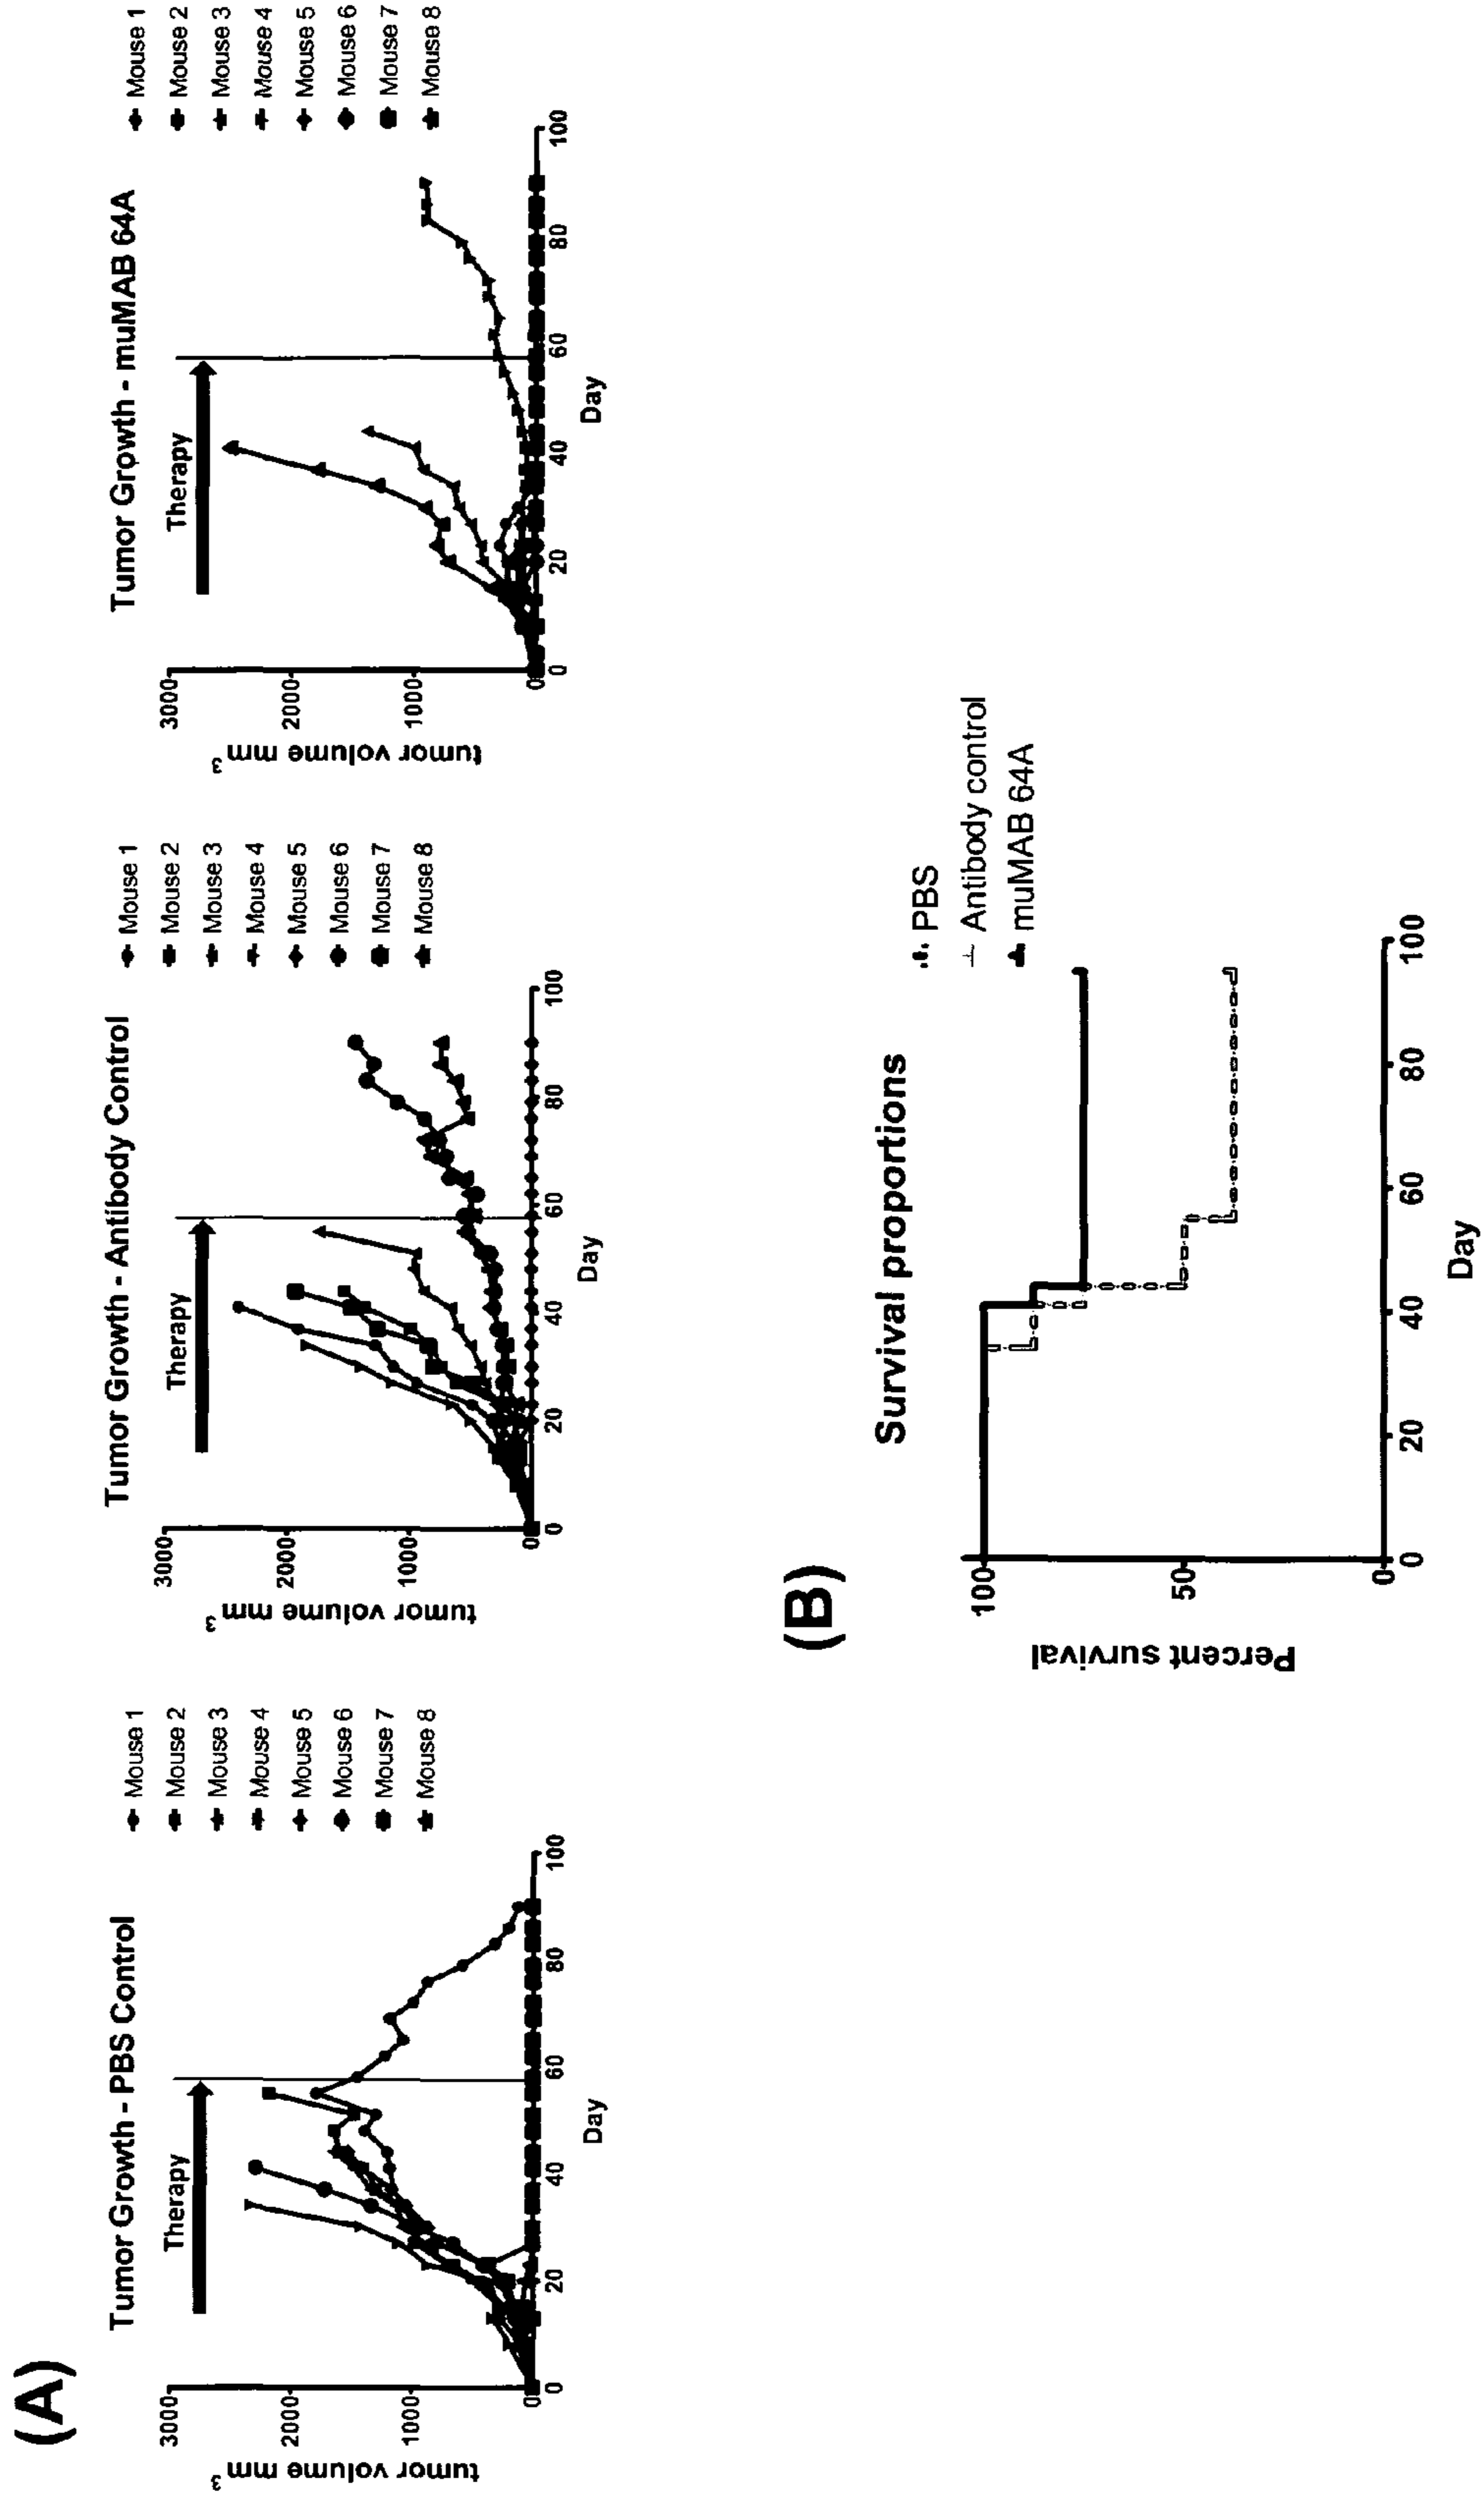 (A)
Tumor Growth - PBS Control
Therapy
tumor volume mm3
3000
2000
1000
0
0
20
40
60
80
100
Day
Mouse 1
Mouse 2
Mouse 3
Mouse 4
Mouse 5
Mouse 6
Mouse 7
Mouse 8
Tumor Growth - Antibody Control
Therapy
tumor volume mm3
3000
2000
1000
0
0
20
40
60
80
100
Day
Mouse 1
Mouse 2
Mouse 3
Mouse 4
Mouse 5
Mouse 6
Mouse 7
Mouse 8
Tumor Growth - muMAB 64A
Therapy
tumor volume mm3
3000
2000
1000
0
0
20
40
60
80
100
Day
Mouse 1
Mouse 2
Mouse 3
Mouse 4
Mouse 5
Mouse 6
Mouse 7
Mouse 8
(B)
Survival proportions
Percent survival
100
50
0
0
20
40
60
80
100
Day
PBS
Antibody control
muMAB 64A